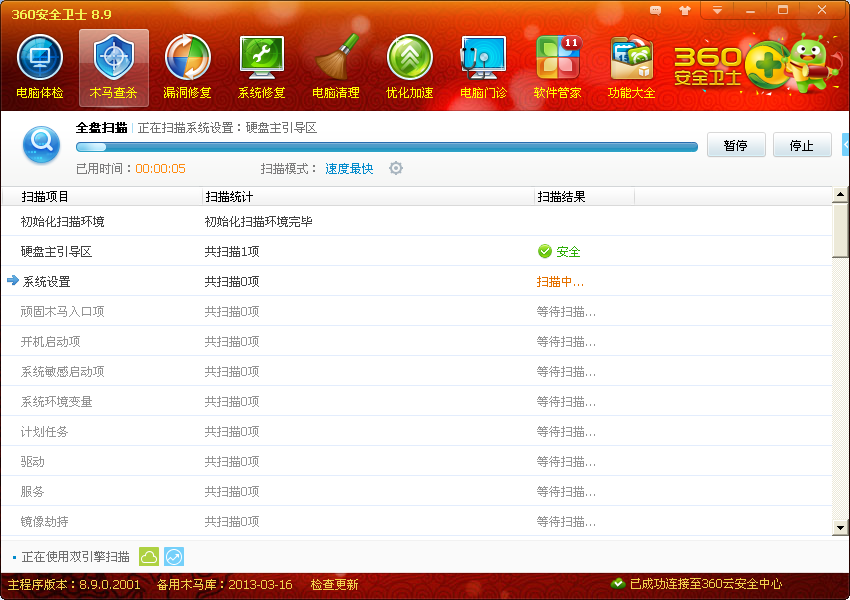 360安全卫士 8.9
电脑体检 木马查杀 漏洞修复 系统修复 电脑清理 优化加速 电脑门诊 软件管家 11 功能大全 360 安全卫士
全盘扫描 正在扫描系统设置：硬盘主引导区
暂停 停止
已用时间：00:00:05 扫描模式： 速度最快
扫描项目 扫描统计 扫描结果
初始化扫描环境 初始化扫描环境完毕
硬盘主引导区 共扫描1项 安全
系统设置 共扫描0项 扫描中...
顽固木马入口项 共扫描0项 等待扫描...
开机启动项 共扫描0项 等待扫描...
系统敏感启动项 共扫描0项 等待扫描...
系统环境变量 共扫描0项 等待扫描...
计划任务 共扫描0项 等待扫描...
驱动 共扫描0项 等待扫描...
服务 共扫描0项 等待扫描...
镜像劫持 共扫描0项 等待扫描...
正在使用双引擎扫描
主程序版本：8.9.0.2001 备用木马库：2013-03-16 检查更新 已成功连接至360云安全中心